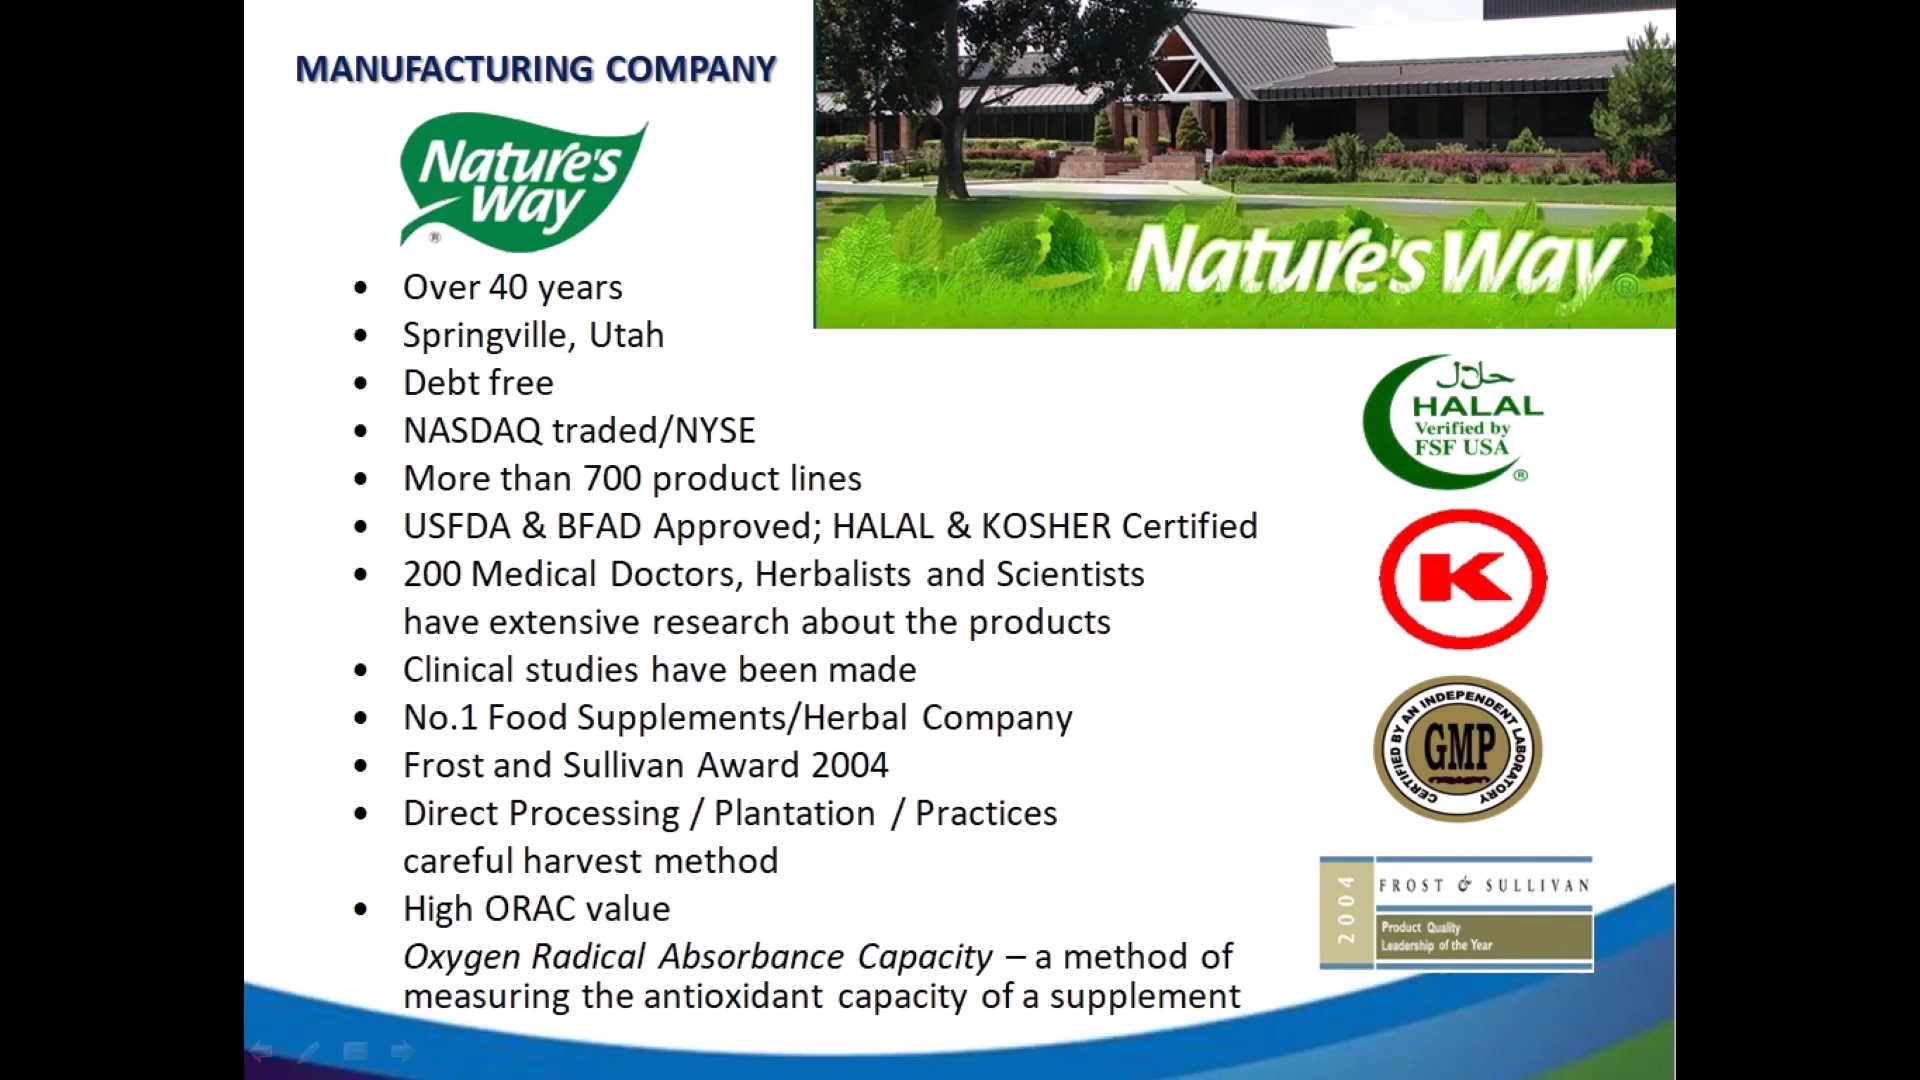 MANUFACTURING COMPANY
Nature's
Way
®
Nature's Way ®
• Over 40 years
• Springville, Utah
• Debt free
• NASDAQ traded/NYSE
• More than 700 product lines
• USFDA & BFAD Approved; HALAL & KOSHER Certified
• 200 Medical Doctors, Herbalists and Scientists
have extensive research about the products
• Clinical studies have been made
• No.1 Food Supplements/Herbal Company
• Frost and Sullivan Award 2004
• Direct Processing / Plantation / Practices
careful harvest method
• High ORAC value
Oxygen Radical Absorbance Capacity – a method of
measuring the antioxidant capacity of a supplement
حلال
HALAL
Verified by
FSF USA
®
K
CERTIFIED BY AN INDEPENDENT LABORATORY
GMP
2004
FROST & SULLIVAN
Product Quality
Leadership of the Year